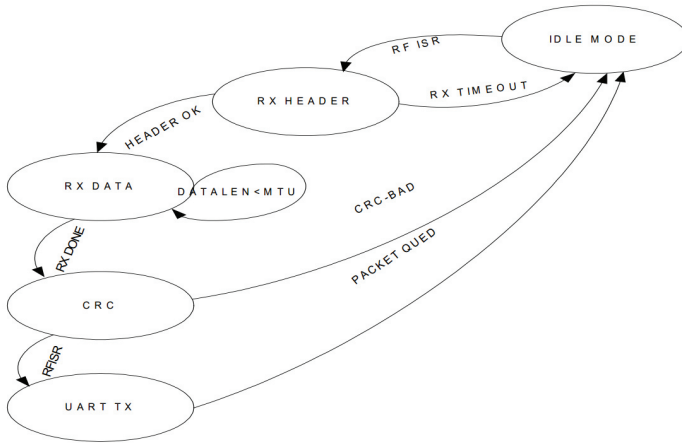 IDLE MODE
RF ISR
RX HEADER
RX TIMEOUT
HEADER OK
RX DATA
DATALEN<MTU
CRC-BAD
RX DONE
PACKET QUED
CRC
RFISR
UART TX